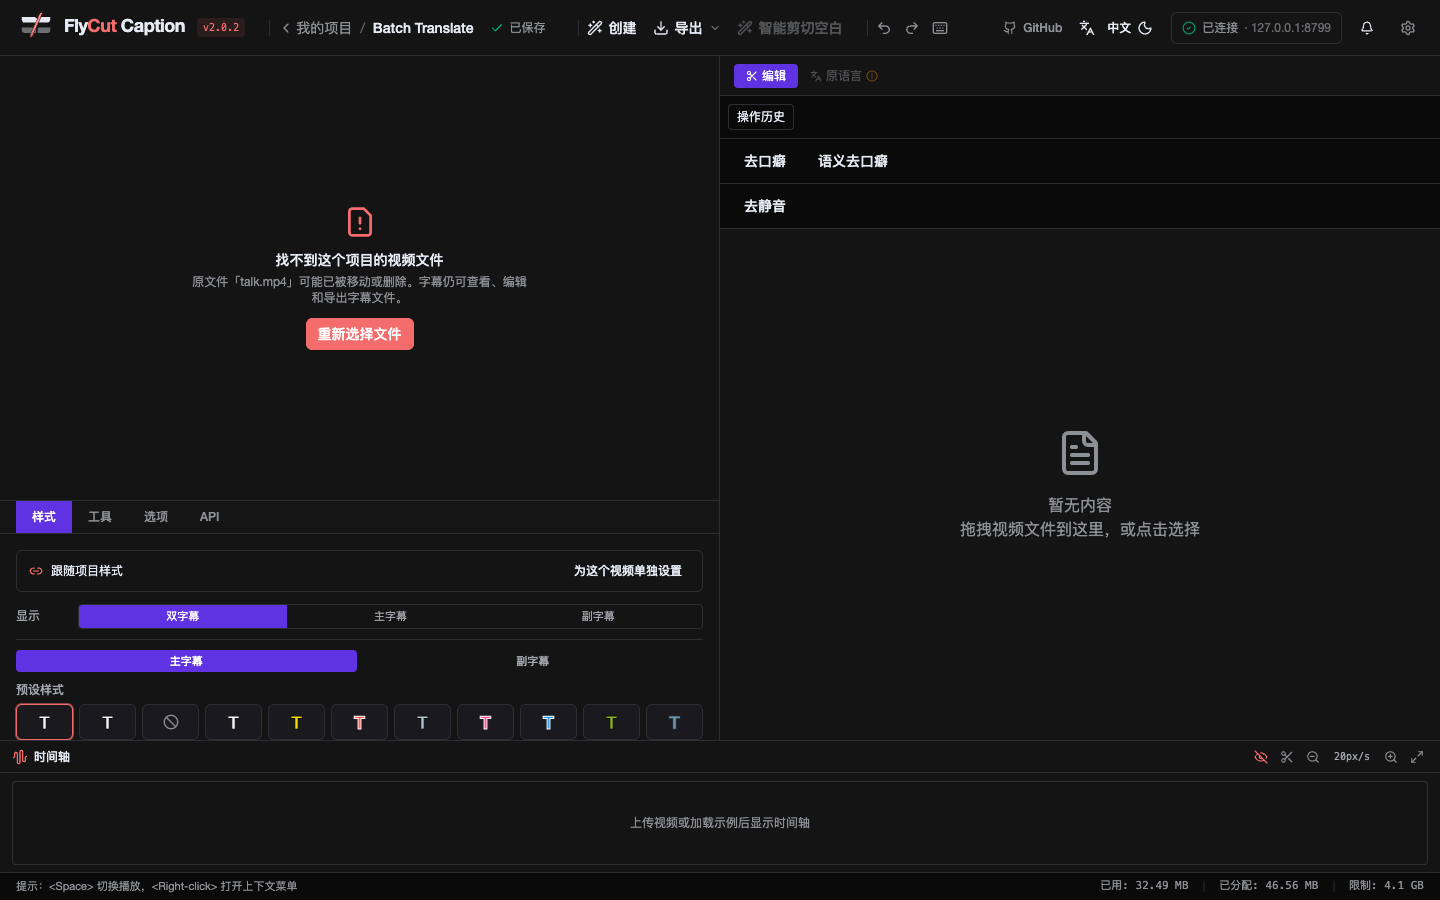 FlyCut Caption v2.0.2 我的项目 / Batch Translate 已保存 创建 导出 智能剪切空白 GitHub 中文 已连接 · 127.0.0.1:8799
编辑 原语言
操作历史
去口癖 语义去口癖
去静音
找不到这个项目的视频文件
原文件「talk.mp4」可能已被移动或删除。字幕仍可查看、编辑
和导出字幕文件。
重新选择文件
暂无内容
拖拽视频文件到这里，或点击选择
样式 工具 选项 API
跟随项目样式 为这个视频单独设置
显示 双字幕 主字幕 副字幕
主字幕 副字幕
预设样式
T T T T T T T T T T
时间轴 20px/s
上传视频或加载示例后显示时间轴
提示: <Space> 切换播放, <Right-click> 打开上下文菜单 已用: 32.49 MB 已分配: 46.56 MB 限制: 4.1 GB